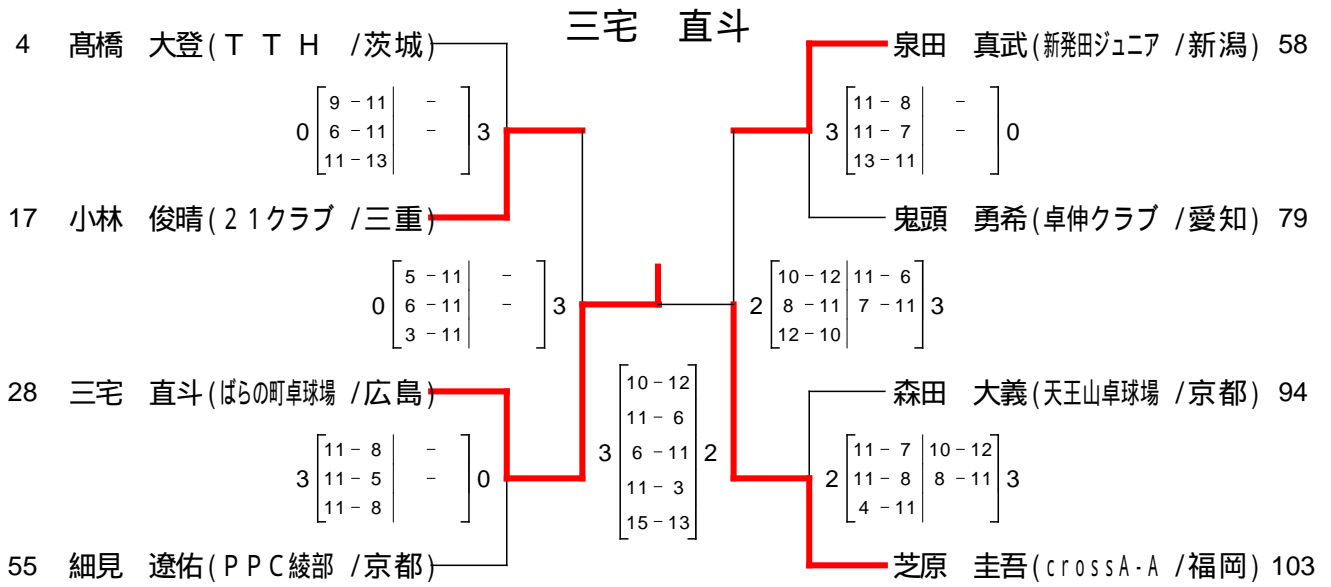 三宅　直斗
4 髙橋　大登(ＴＴＨ /茨城)
0 3
9 - 11 -
6 - 11 -
11 - 13
17 小林　俊晴(２１クラブ /三重)
0 3
5 - 11 -
6 - 11 -
3 - 11
28 三宅　直斗(ばらの町卓球場 /広島)
3 0
11 - 8 -
11 - 5 -
11 - 8
55 細見　遼佑(ＰＰＣ綾部 /京都)
3 2
10 - 12
11 - 6
6 - 11
11 - 3
15 - 13
泉田　真武(新発田ジュニア /新潟) 58
3 0
11 - 8 -
11 - 7 -
13 - 11
鬼頭　勇希(卓伸クラブ /愛知) 79
2 3
10 - 12 11 - 6
8 - 11 7 - 11
12 - 10
森田　大義(天王山卓球場 /京都) 94
2 3
11 - 7 10 - 12
11 - 8 8 - 11
4 - 11
芝原　圭吾(crossA-A /福岡) 103